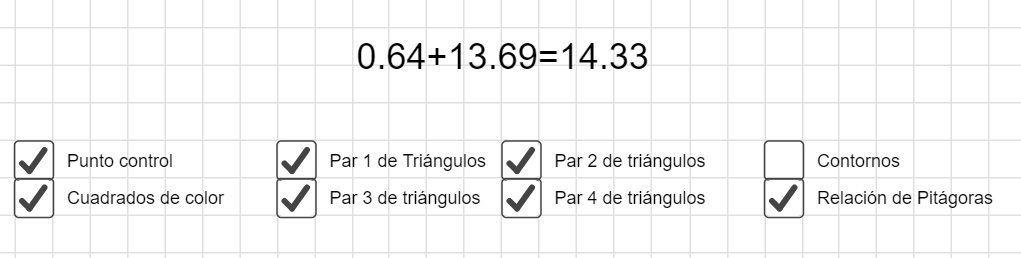 0.64+13.69=14.33
Punto control Par 1 de Triángulos Par 2 de triángulos Contornos
Cuadrados de color Par 3 de triángulos Par 4 de triángulos Relación de Pitágoras